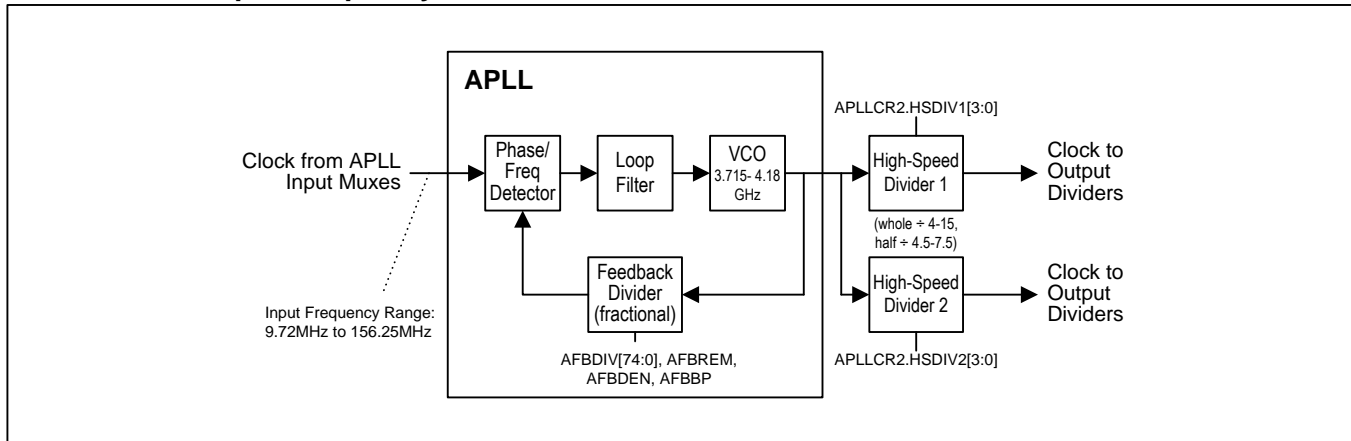 APLL
Clock from APLL
Input Muxes
Phase/
Freq
Detector
Loop
Filter
VCO
3.715- 4.18
GHz
Feedback
Divider
(fractional)
AFBDIV[74:0], AFBREM,
AFBDEN, AFBBP
Input Frequency Range:
9.72MHz to 156.25MHz
APLLCR2.HSDIV1[3:0]
High-Speed
Divider 1
(whole ÷ 4-15,
half ÷ 4.5-7.5)
Clock to
Output
Dividers
High-Speed
Divider 2
APLLCR2.HSDIV2[3:0]
Clock to
Output
Dividers